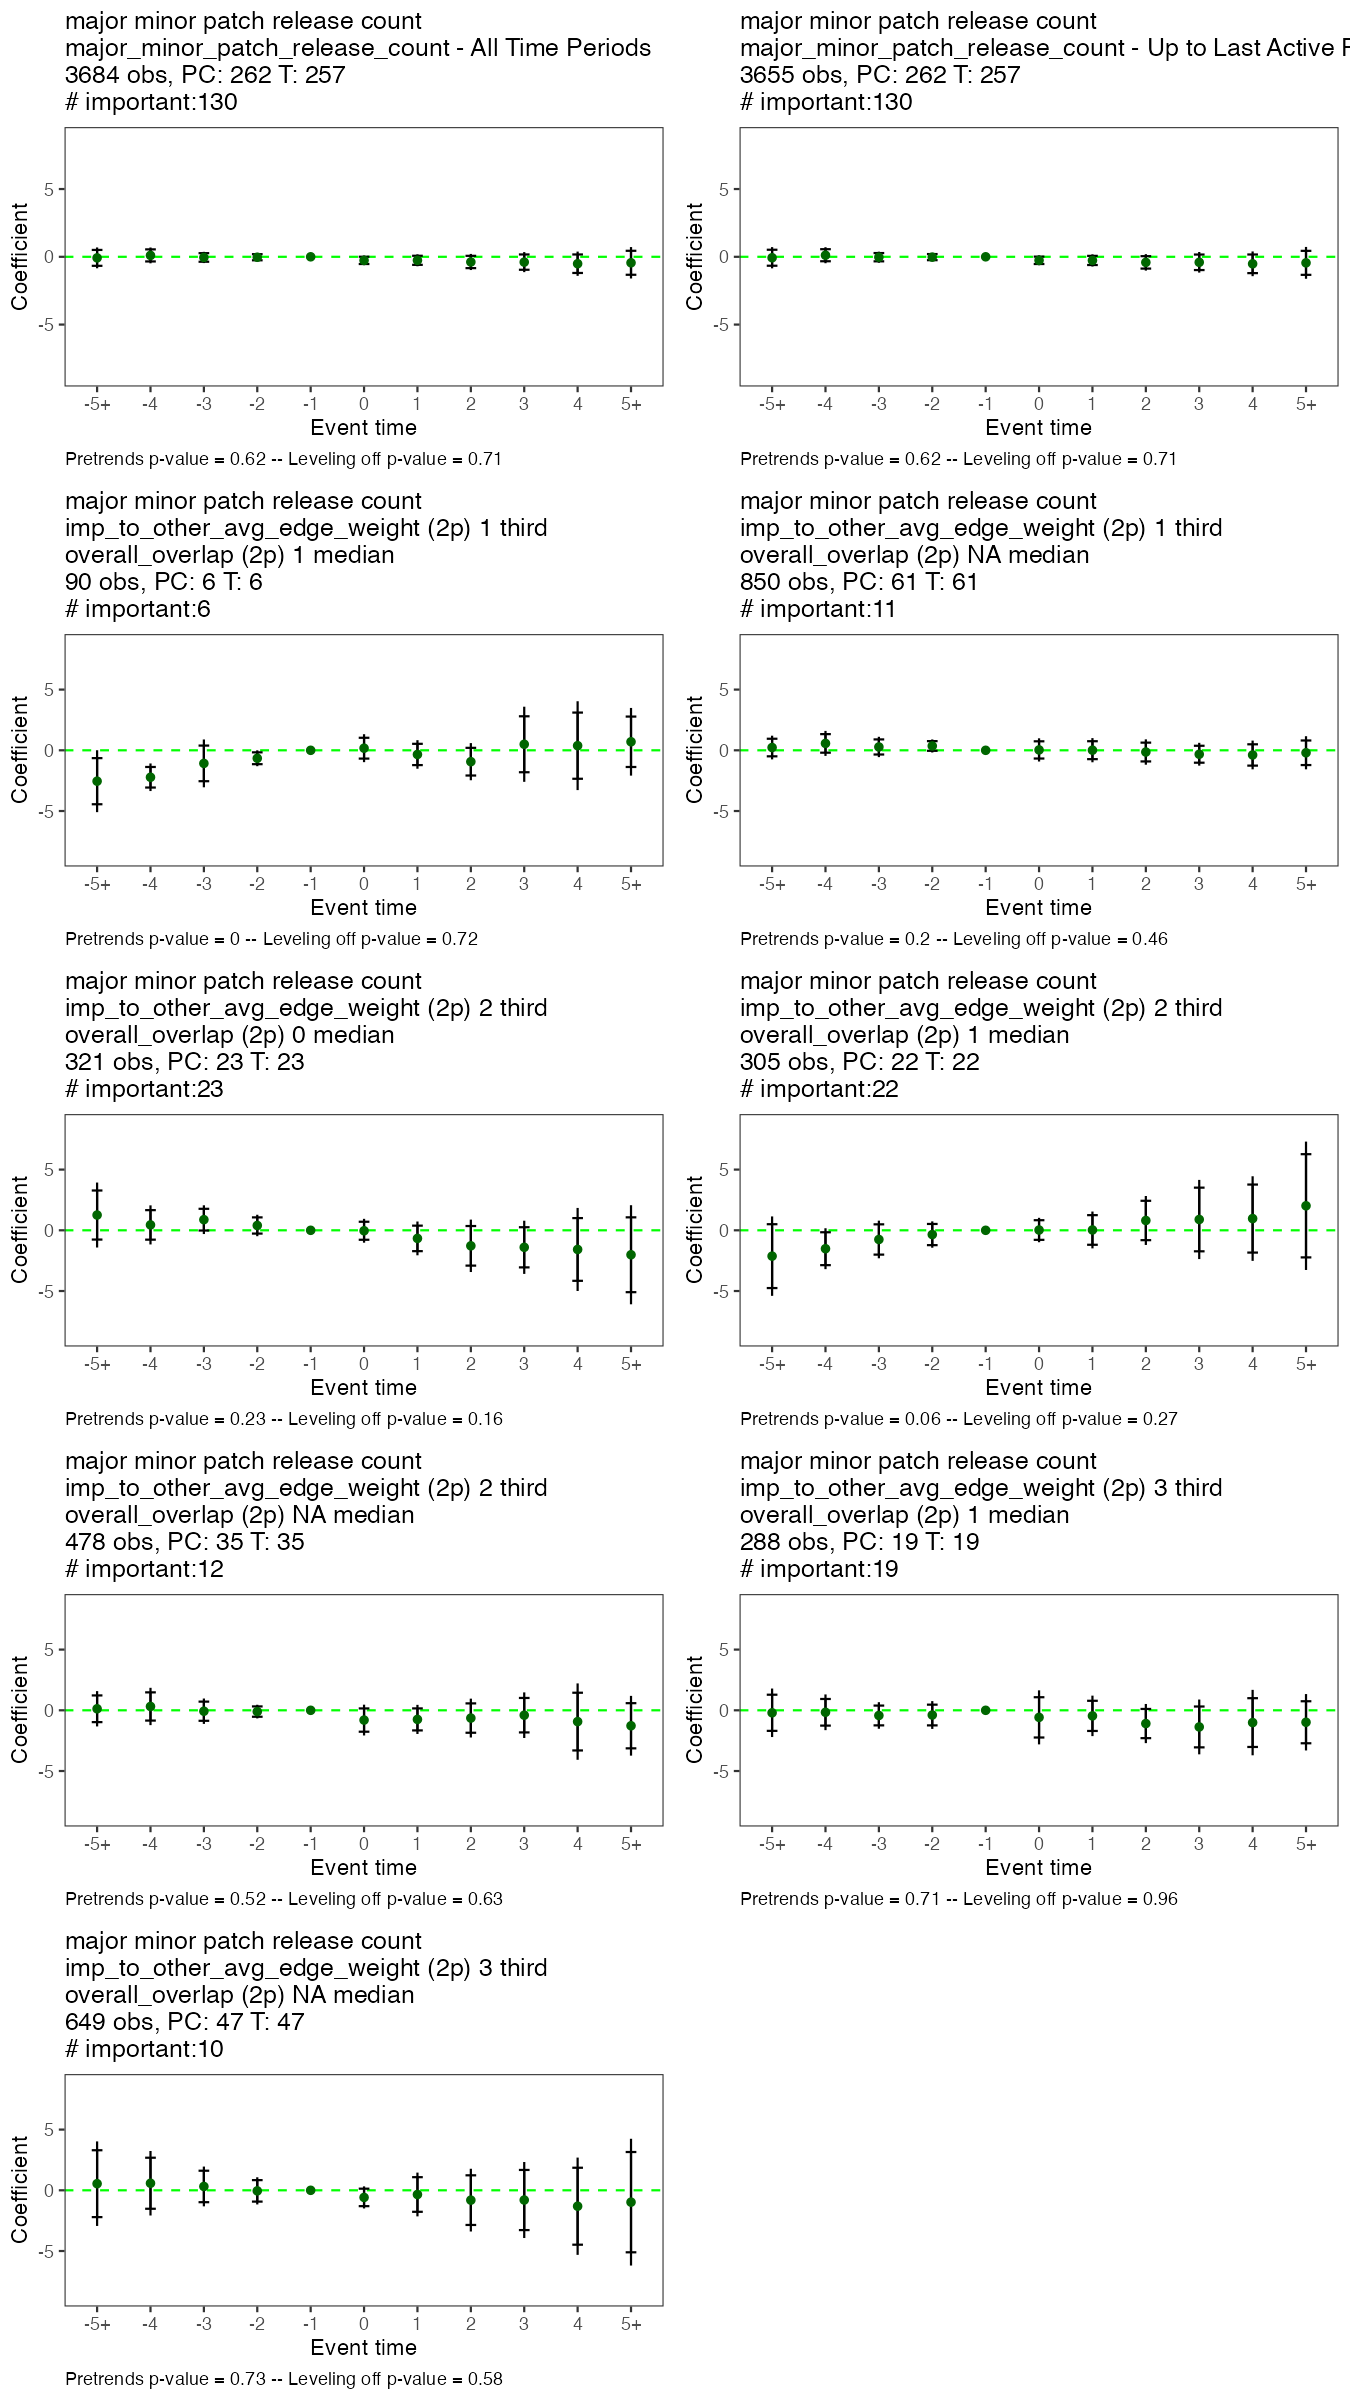 major minor patch release count
major_minor_patch_release_count - All Time Periods
3684 obs, PC: 262 T: 257
# important:130
Coefficient
5
0
-5
-5+ -4 -3 -2 -1 0 1 2 3 4 5+
Event time
Pretrends p-value = 0.62 -- Leveling off p-value = 0.71
major minor patch release count
major_minor_patch_release_count - Up to Last Active
3655 obs, PC: 262 T: 257
# important:130
Coefficient
5
0
-5
-5+ -4 -3 -2 -1 0 1 2 3 4 5+
Event time
Pretrends p-value = 0.62 -- Leveling off p-value = 0.71
major minor patch release count
imp_to_other_avg_edge_weight (2p) 1 third
overall_overlap (2p) 1 median
90 obs, PC: 6 T: 6
# important:6
Coefficient
5
0
-5
-5+ -4 -3 -2 -1 0 1 2 3 4 5+
Event time
Pretrends p-value = 0 -- Leveling off p-value = 0.72
major minor patch release count
imp_to_other_avg_edge_weight (2p) 1 third
overall_overlap (2p) NA median
850 obs, PC: 61 T: 61
# important:11
Coefficient
5
0
-5
-5+ -4 -3 -2 -1 0 1 2 3 4 5+
Event time
Pretrends p-value = 0.2 -- Leveling off p-value = 0.46
major minor patch release count
imp_to_other_avg_edge_weight (2p) 2 third
overall_overlap (2p) 0 median
321 obs, PC: 23 T: 23
# important:23
Coefficient
5
0
-5
-5+ -4 -3 -2 -1 0 1 2 3 4 5+
Event time
Pretrends p-value = 0.23 -- Leveling off p-value = 0.16
major minor patch release count
imp_to_other_avg_edge_weight (2p) 2 third
overall_overlap (2p) 1 median
305 obs, PC: 22 T: 22
# important:22
Coefficient
5
0
-5
-5+ -4 -3 -2 -1 0 1 2 3 4 5+
Event time
Pretrends p-value = 0.06 -- Leveling off p-value = 0.27
major minor patch release count
imp_to_other_avg_edge_weight (2p) 2 third
overall_overlap (2p) NA median
478 obs, PC: 35 T: 35
# important:12
Coefficient
5
0
-5
-5+ -4 -3 -2 -1 0 1 2 3 4 5+
Event time
Pretrends p-value = 0.52 -- Leveling off p-value = 0.63
major minor patch release count
imp_to_other_avg_edge_weight (2p) 3 third
overall_overlap (2p) 1 median
288 obs, PC: 19 T: 19
# important:19
Coefficient
5
0
-5
-5+ -4 -3 -2 -1 0 1 2 3 4 5+
Event time
Pretrends p-value = 0.71 -- Leveling off p-value = 0.96
major minor patch release count
imp_to_other_avg_edge_weight (2p) 3 third
overall_overlap (2p) NA median
649 obs, PC: 47 T: 47
# important:10
Coefficient
5
0
-5
-5+ -4 -3 -2 -1 0 1 2 3 4 5+
Event time
Pretrends p-value = 0.73 -- Leveling off p-value = 0.58